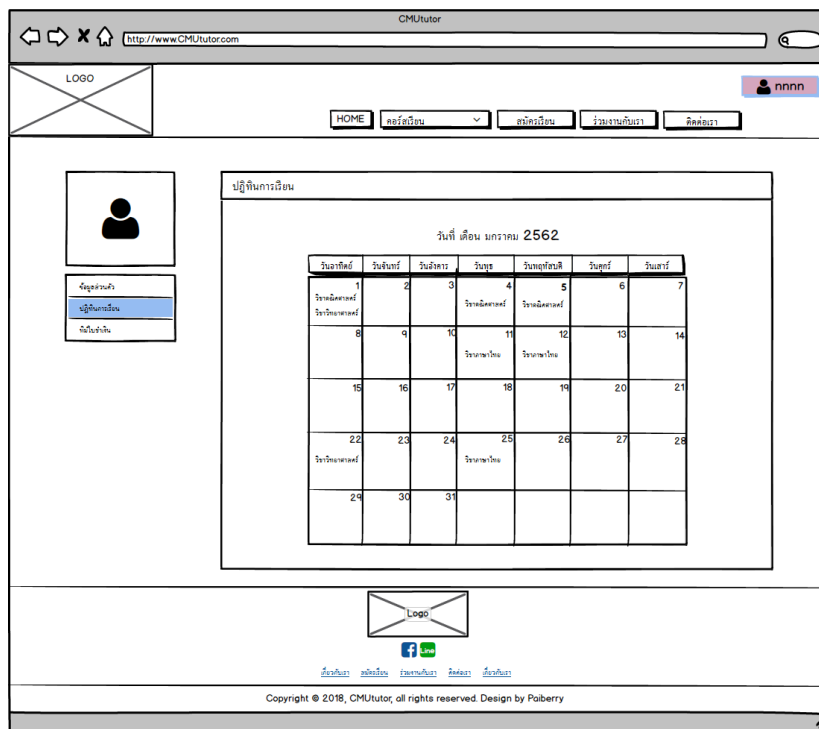 CMUtutor
http://www.CMUtutor.com
LOGO
nnnn
HOME คอร์สเรียน สมัครเรียน ร่วมงานกับเรา ติดต่อเรา
ปฏิทินการเรียน
ข้อมูลส่วนตัว
ปฏิทินการเรียน
พิมใบชำเงิน
วันที่ เดือน มกราคม 2562
วันอาทิตย์ วันจันทร์ วันอังคาร วันพุธ วันพฤหัสบดี วันศุกร์ วันเสาร์
1 2 3 4 5 6 7
วิชาคณิตศาสตร์ วิชาคณิตศาสตร์ วิชาคณิตศาสตร์
วิชาวิทยาศาสตร์
8 9 10 11 12 13 14
วิชาภาษาไทย วิชาภาษาไทย
15 16 17 18 19 20 21
22 23 24 25 26 27 28
วิชาวิทยาศาสตร์ วิชาภาษาไทย
29 30 31
Logo
f Line
เกี่ยวกับเรา สมัครเรียน ร่วมงานกับเรา ติดต่อเรา เกี่ยวกับเรา
Copyright © 2018, CMUtutor, all rights reserved. Design by Paiberry